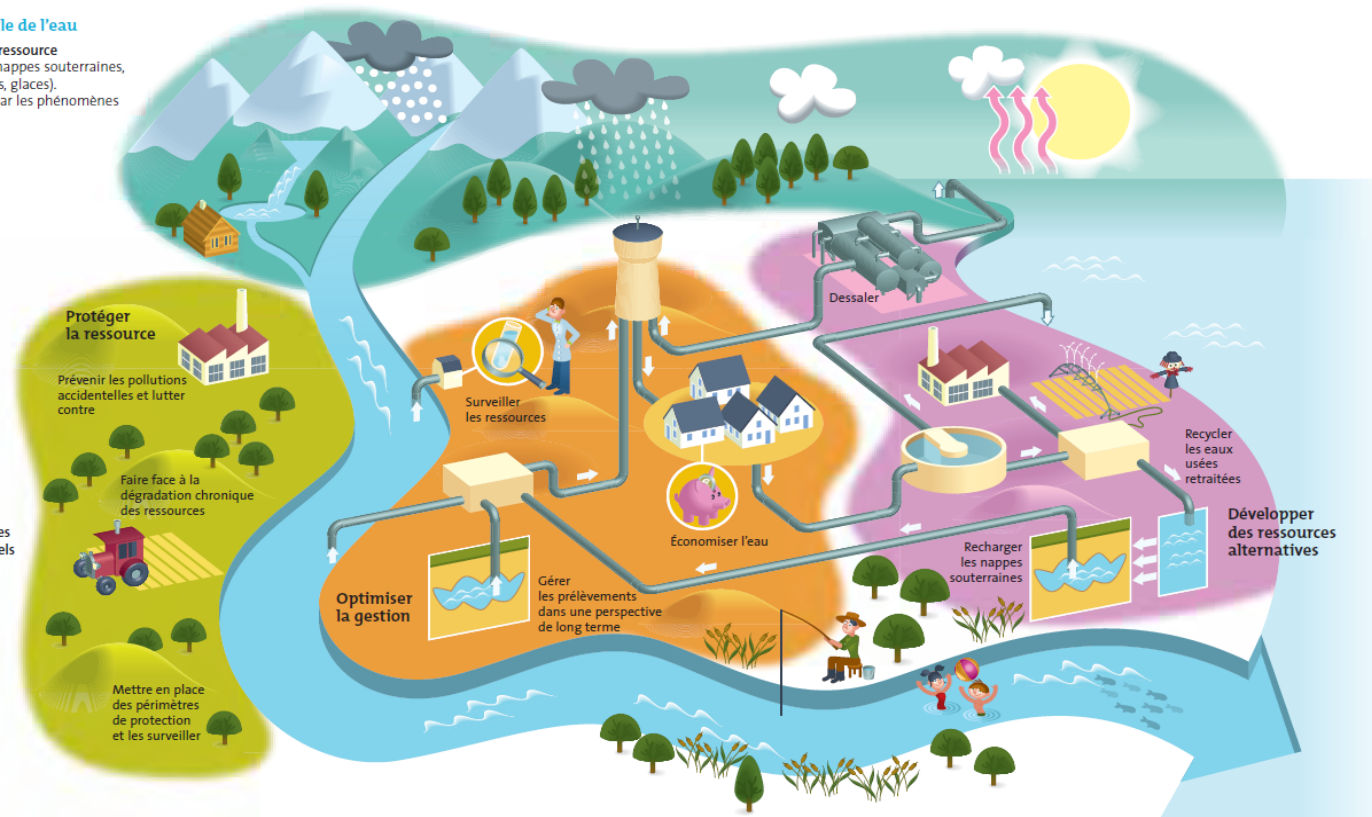 le de l'eau
ressource
nappes souterraines,
s, glaces).
ar les phénomènes
Protéger
la ressource
Prévenir les pollutions
accidentelles et lutter
contre
Faire face à la
dégradation chronique
des ressources
es
els
Mettre en place
des périmètres
de protection
et les surveiller
Surveiller
les ressources
Optimiser
la gestion
Gérer
les prélèvements
dans une perspective
de long terme
Économiser l'eau
Dessaler
Recycler
les eaux
usées
retraitées
Développer
des ressources
alternatives
Recharger
les nappes
souterraines